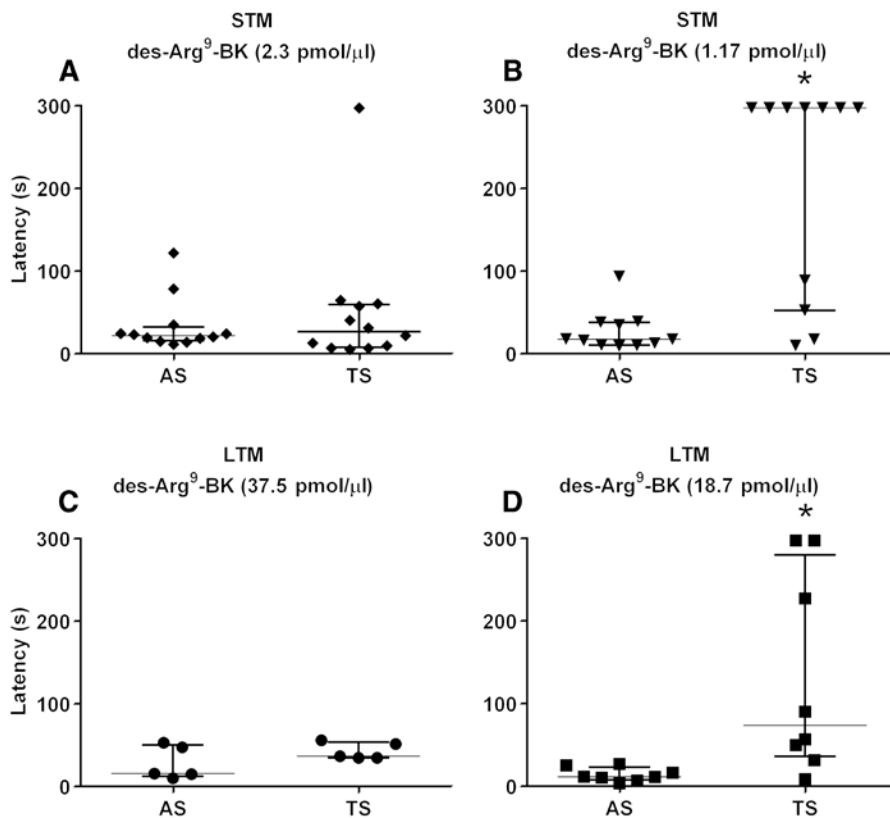 STM
des-Arg⁹-BK (2.3 pmol/µl)
A
300
200
100
0
Latency (s)
AS
TS
STM
des-Arg⁹-BK (1.17 pmol/µl)
B
*
300
200
100
0
AS
TS
LTM
des-Arg⁹-BK (37.5 pmol/µl)
C
300
200
100
0
Latency (s)
AS
TS
LTM
des-Arg⁹-BK (18.7 pmol/µl)
D
*
300
200
100
0
AS
TS